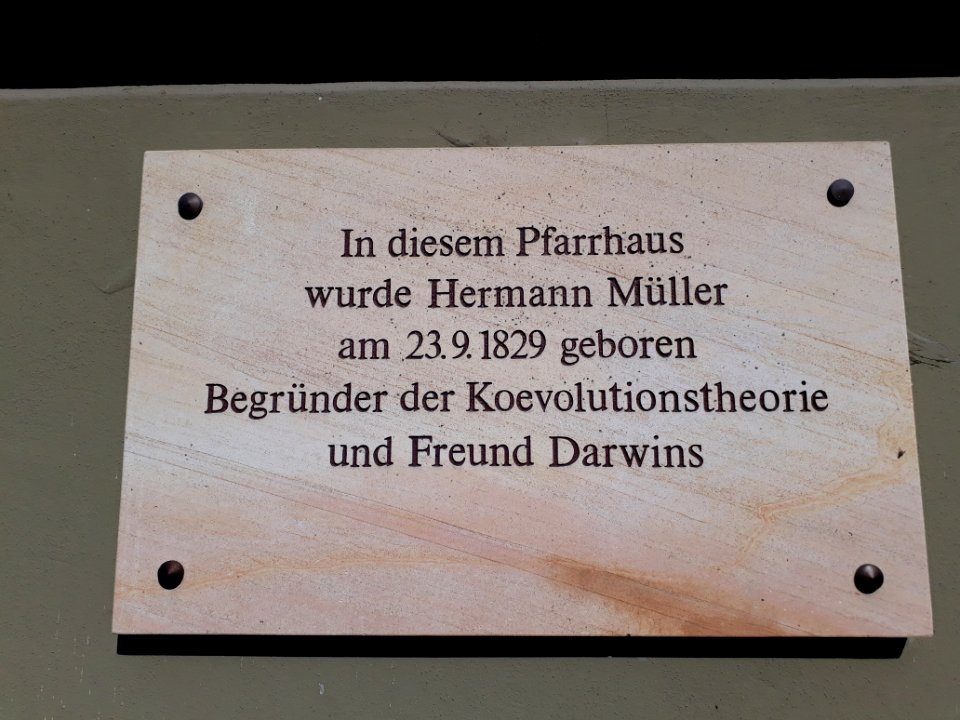 In diesem Pfarrhaus
wurde Hermann Müller
am 23.9.1829 geboren
Begründer der Koevolutionstheorie
und Freund Darwins